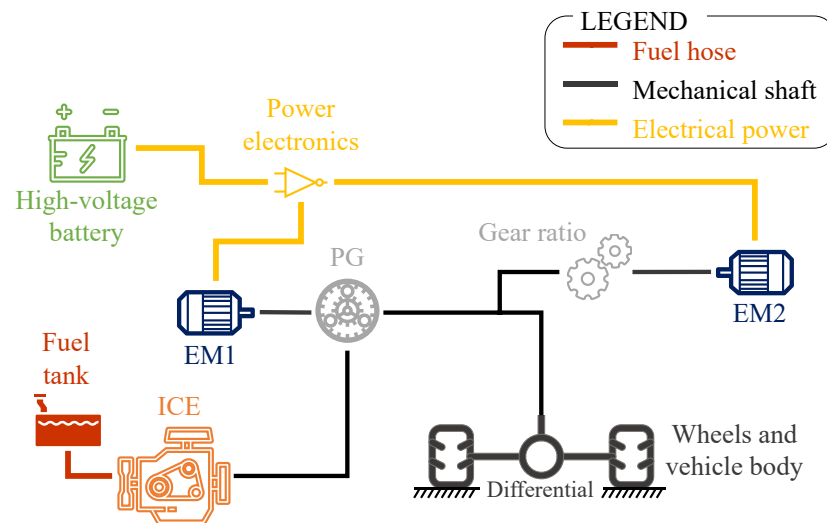 LEGEND
Fuel hose
Mechanical shaft
Electrical power
Power
electronics
+ -
High-voltage
battery
Gear ratio
PG
EM1
EM2
Fuel
tank
ICE
Wheels and
vehicle body
Differential